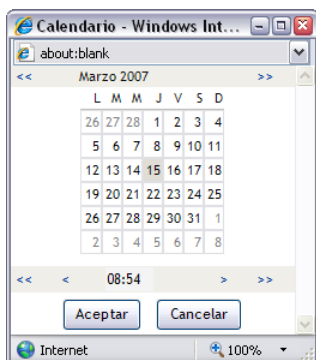 Calendario - Windows Int...
about:blank
<< Marzo 2007 >>
L M M J V S D
26 27 28 1 2 3 4
5 6 7 8 9 10 11
12 13 14 15 16 17 18
19 20 21 22 23 24 25
26 27 28 29 30 31 1
2 3 4 5 6 7 8
<< < 08:54 > >>
Aceptar Cancelar
Internet 100%